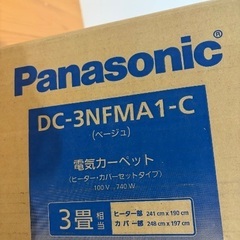 Panasonic®
DC-3NFMA1-C
(ベージュ)
電気カーペット
(ヒーター・カバーセットタイプ)
100 V 740 W
3畳相当
ヒーター部 241 cm x 190 cm
カバー部 248 cm x 197 cm